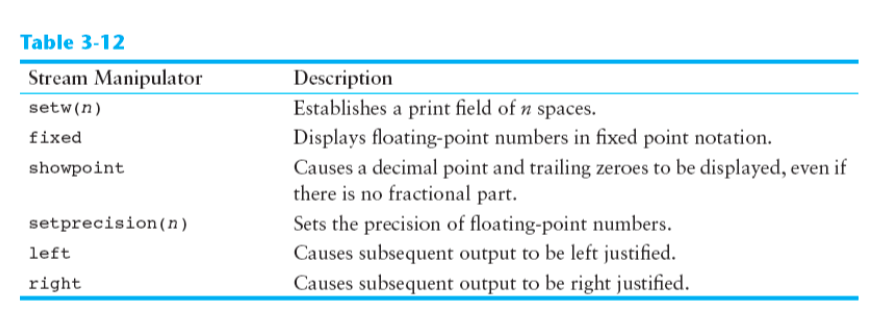 Table 3-12
Stream Manipulator Description
setw(n) Establishes a print field of n spaces.
fixed Displays floating-point numbers in fixed point notation.
showpoint Causes a decimal point and trailing zeroes to be displayed, even if
there is no fractional part.
setprecision(n) Sets the precision of floating-point numbers.
left Causes subsequent output to be left justified.
right Causes subsequent output to be right justified.